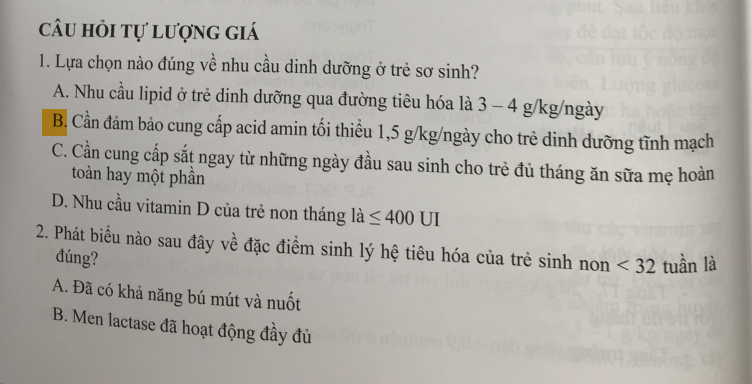 CÂU HỎI TỰ LƯỢNG GIÁ
1. Lựa chọn nào đúng về nhu cầu dinh dưỡng ở trẻ sơ sinh?
A. Nhu cầu lipid ở trẻ dinh dưỡng qua đường tiêu hóa là 3 – 4 g/kg/ngày
B. Cần đảm bảo cung cấp acid amin tối thiểu 1,5 g/kg/ngày cho trẻ dinh dưỡng tĩnh mạch
C. Cần cung cấp sắt ngay từ những ngày đầu sau sinh cho trẻ đủ tháng ăn sữa mẹ hoàn
toàn hay một phần
D. Nhu cầu vitamin D của trẻ non tháng là ≤ 400 UI
2. Phát biểu nào sau đây về đặc điểm sinh lý hệ tiêu hóa của trẻ sinh non < 32 tuần là
đúng?
A. Đã có khả năng bú mút và nuốt
B. Men lactase đã hoạt động đầy đủ